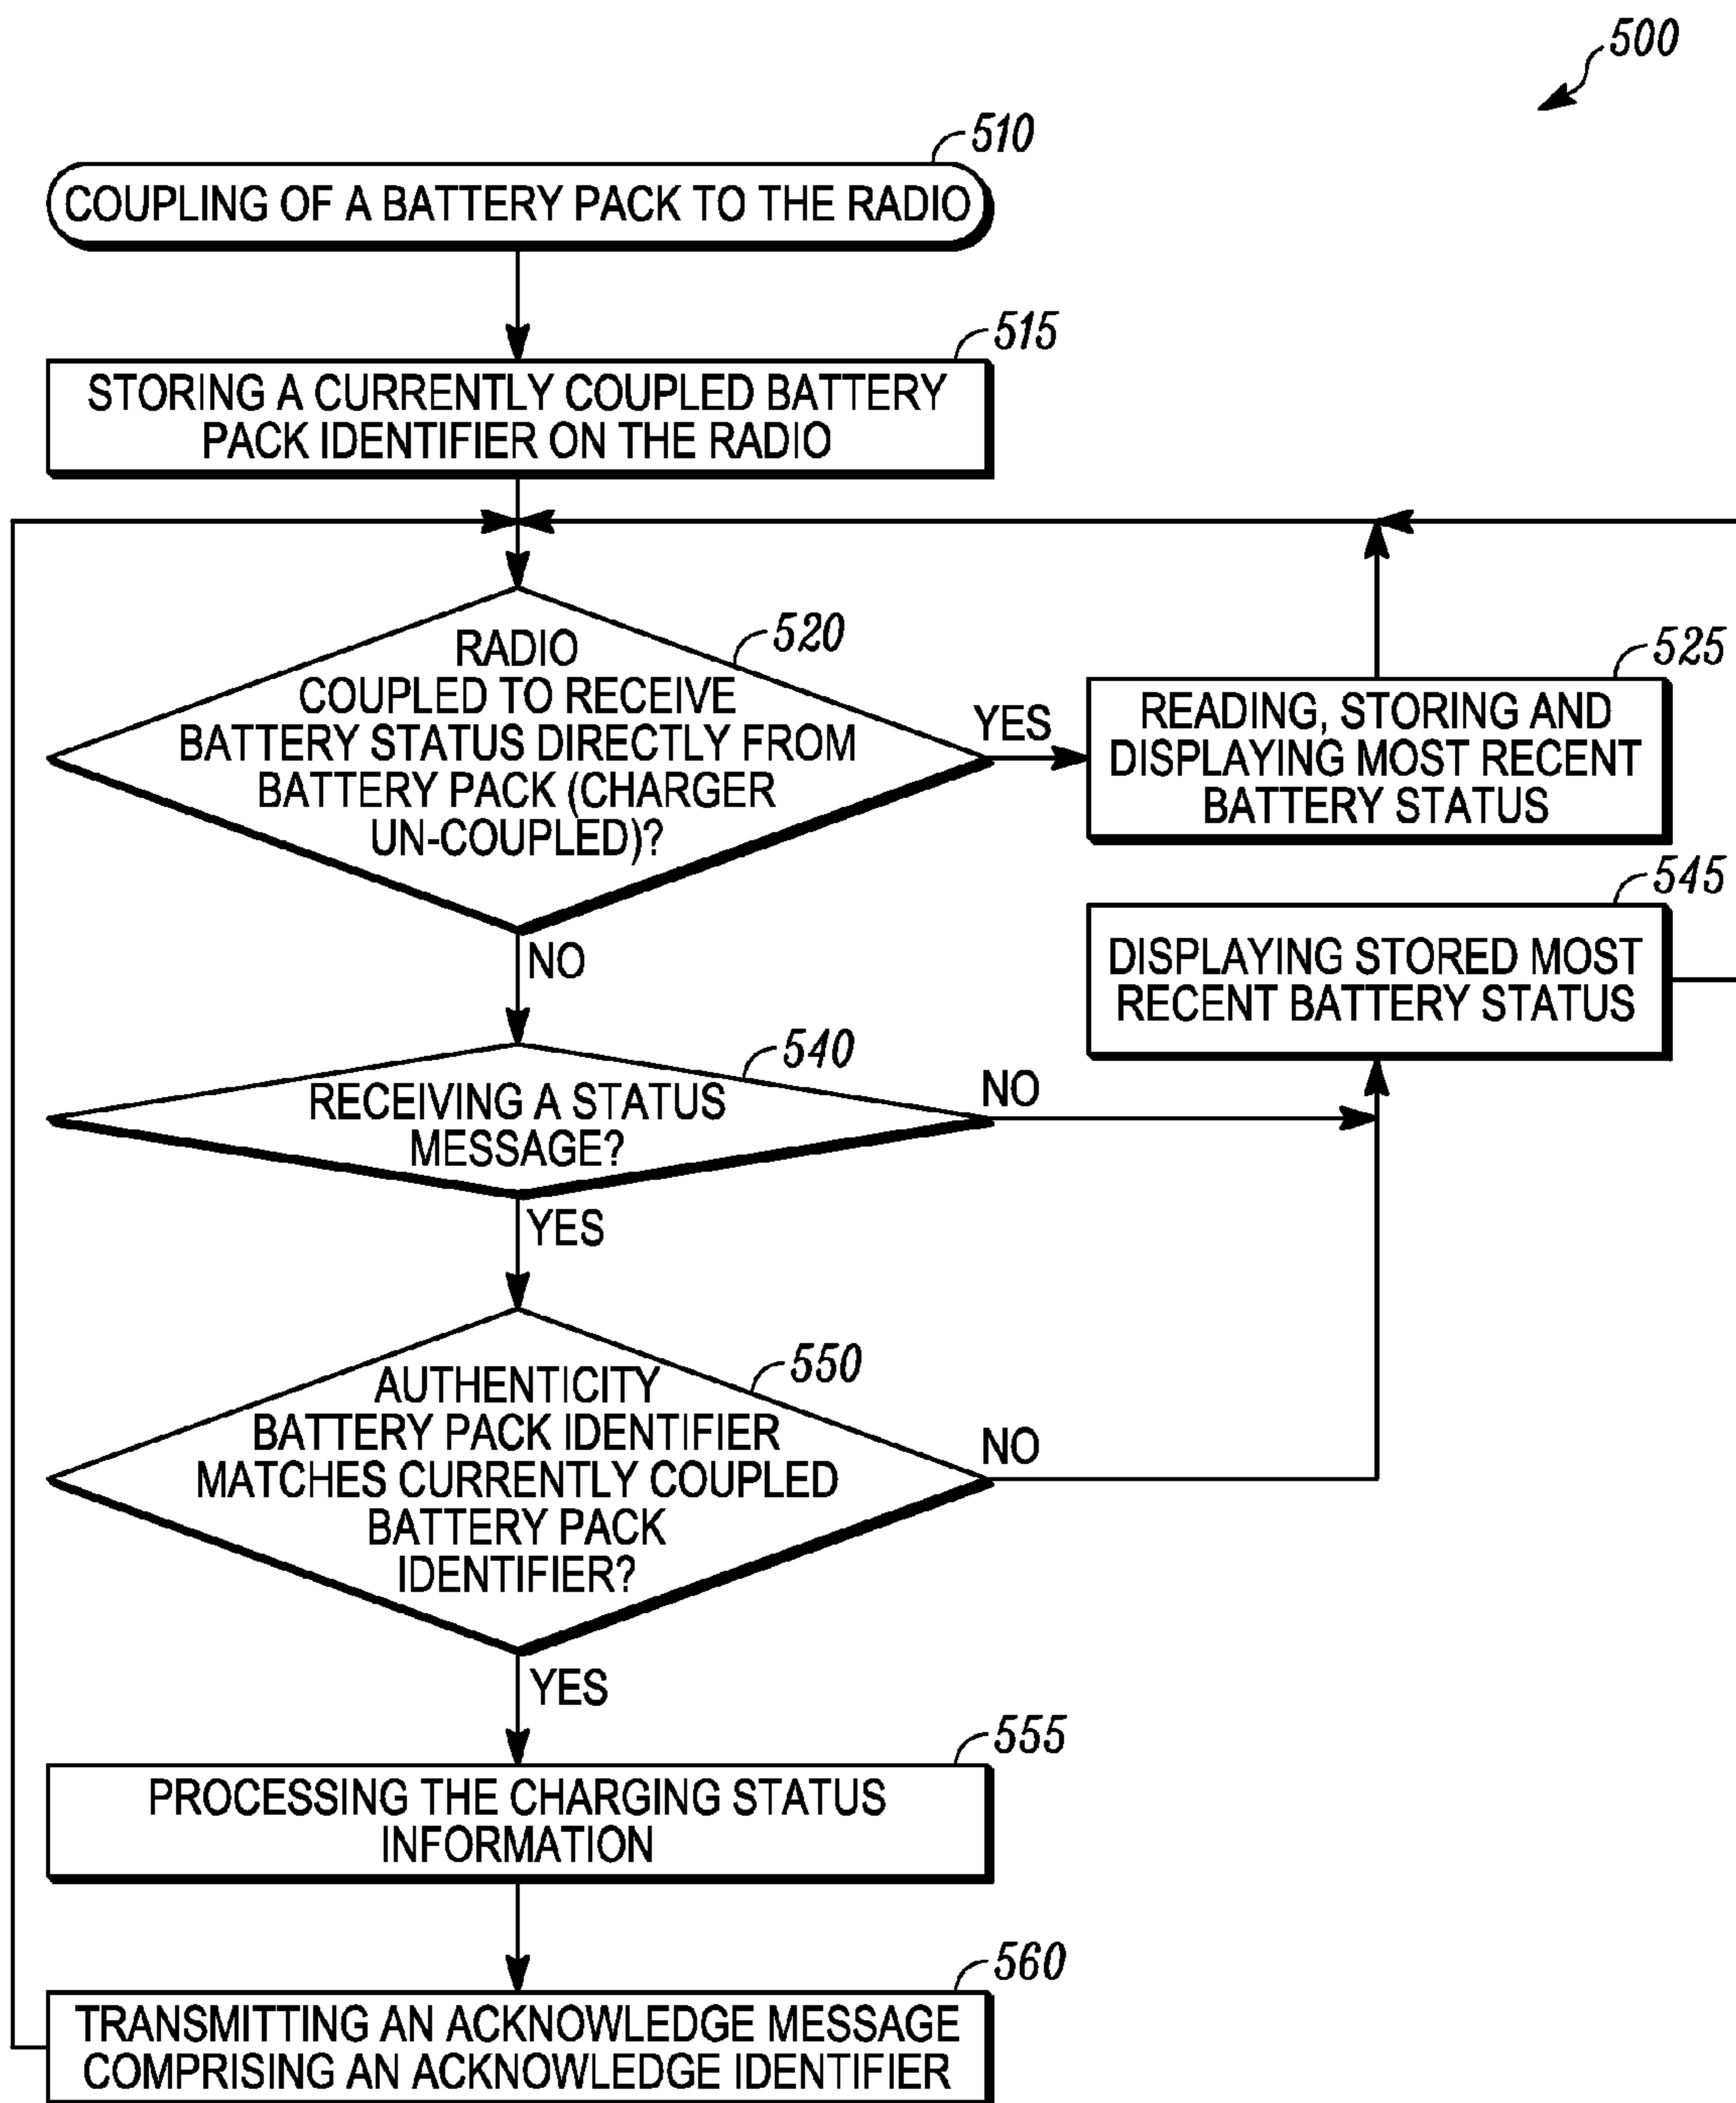 500
510
COUPLING OF A BATTERY PACK TO THE RADIO
515
STORING A CURRENTLY COUPLED BATTERY
PACK IDENTIFIER ON THE RADIO
520
RADIO
COUPLED TO RECEIVE
BATTERY STATUS DIRECTLY FROM
BATTERY PACK (CHARGER
UN-COUPLED)?
YES
525
READING, STORING AND
DISPLAYING MOST RECENT
BATTERY STATUS
NO
545
DISPLAYING STORED MOST
RECENT BATTERY STATUS
540
RECEIVING A STATUS
MESSAGE?
NO
YES
550
AUTHENTICITY
BATTERY PACK IDENTIFIER
MATCHES CURRENTLY COUPLED
BATTERY PACK
IDENTIFIER?
NO
YES
555
PROCESSING THE CHARGING STATUS
INFORMATION
560
TRANSMITTING AN ACKNOWLEDGE MESSAGE
COMPRISING AN ACKNOWLEDGE IDENTIFIER